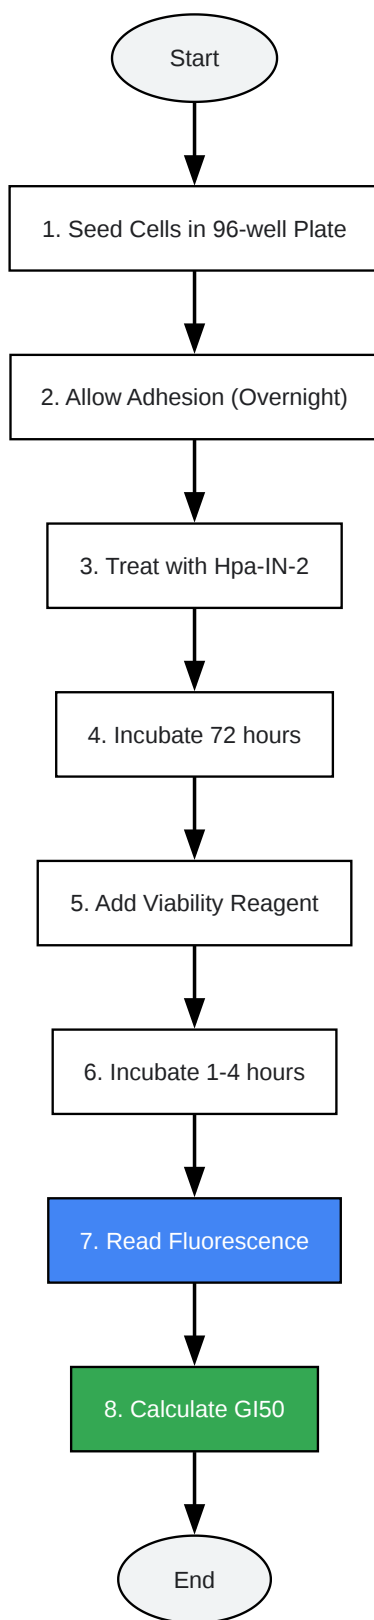 Start
1. Seed Cells in 96-well Plate
2. Allow Adhesion (Overnight)
3. Treat with Hpa-IN-2
4. Incubate 72 hours
5. Add Viability Reagent
6. Incubate 1-4 hours
7. Read Fluorescence
8. Calculate GI50
End